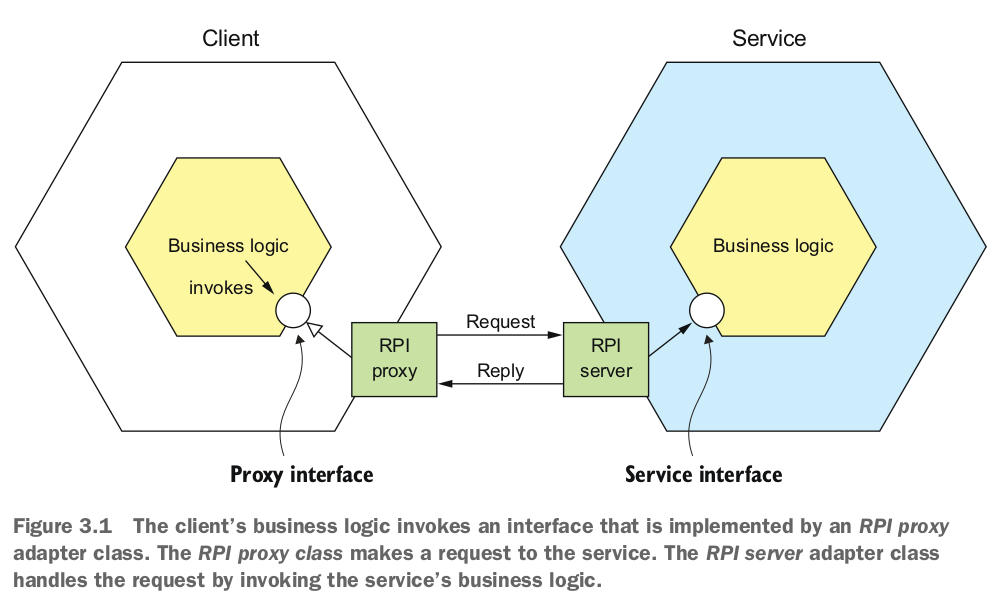 Client
Service
Business logic
invokes
Business logic
RPI
proxy
Request
Reply
RPI
server
Proxy interface
Service interface
Figure 3.1 The client’s business logic invokes an interface that is implemented by an RPI proxy
adapter class. The RPI proxy class makes a request to the service. The RPI server adapter class
handles the request by invoking the service’s business logic.